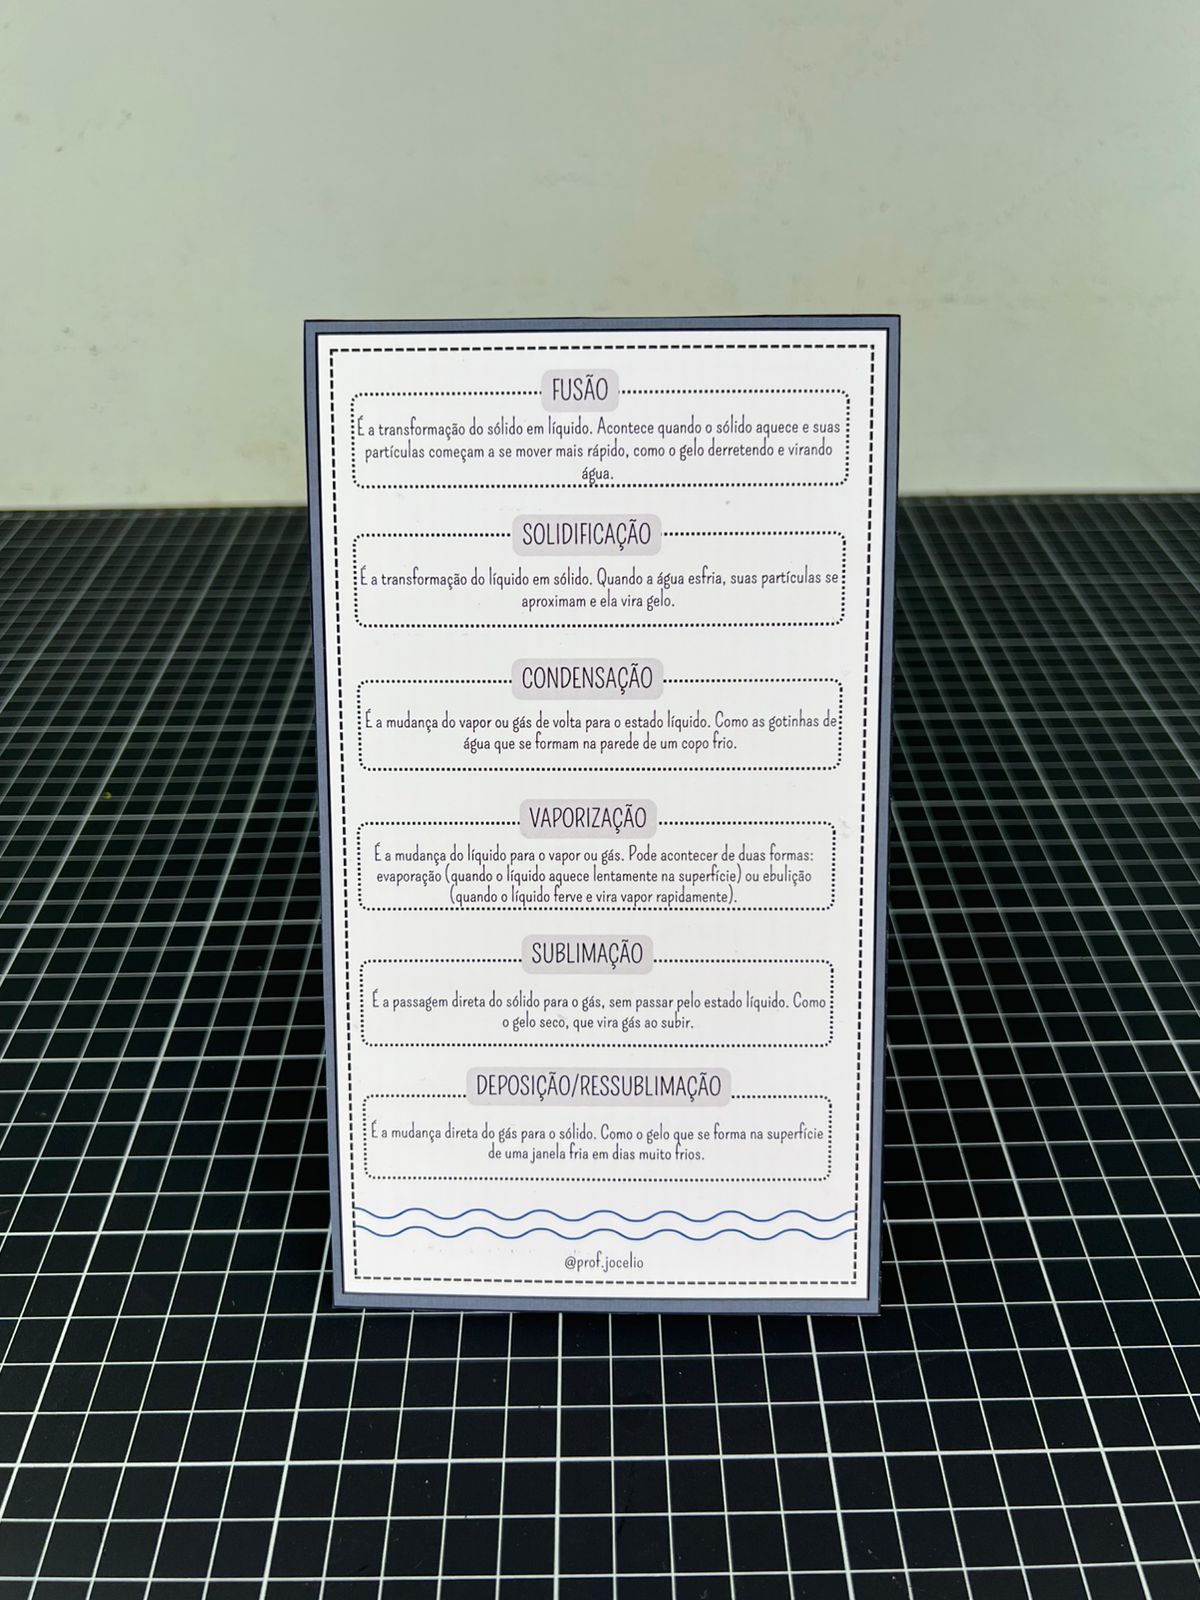 FUSÃO
É a transformação do sólido em líquido. Acontece quando o sólido aquece e suas
partículas começam a se mover mais rápido, como o gelo derretendo e virando
água.
SOLIDIFICAÇÃO
É a transformação do líquido em sólido. Quando a água esfria, suas partículas se
aproximam e ela vira gelo.
CONDENSAÇÃO
É a mudança do vapor ou gás de volta para o estado líquido. Como as gotinhas de
água que se formam na parede de um copo frio.
VAPORIZAÇÃO
É a mudança do líquido para o vapor ou gás. Pode acontecer de duas formas:
evaporação (quando o líquido aquece lentamente na superfície) ou ebulição
(quando o líquido ferve e vira vapor rapidamente).
SUBLIMAÇÃO
É a passagem direta do sólido para o gás, sem passar pelo estado líquido. Como
o gelo seco, que vira gás ao subir.
DEPOSIÇÃO/RESSUBLIMAÇÃO
É a mudança direta do gás para o sólido. Como o gelo que se forma na superfície
de uma janela fria em dias muito frios.
@prof.jocelio